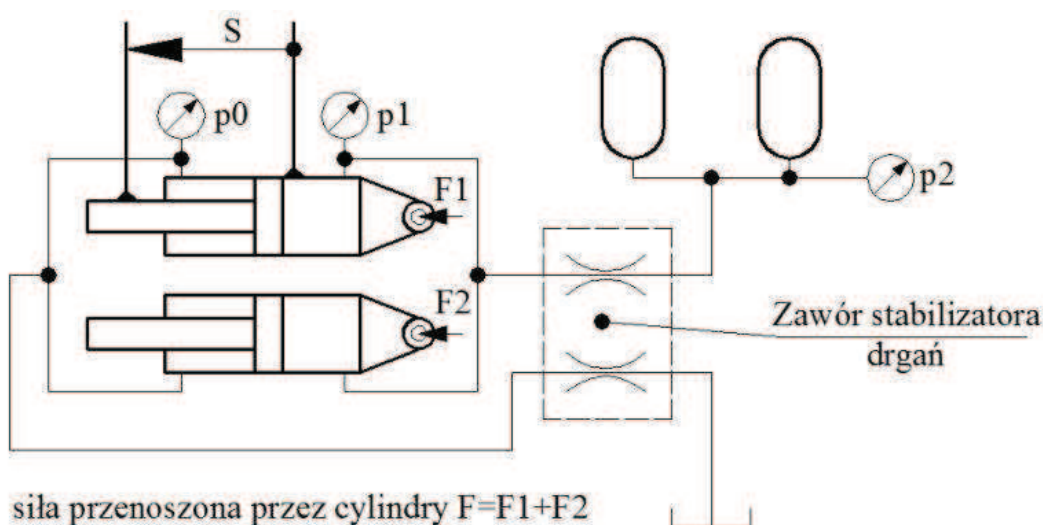 S
p0
p1
F1
p2
F2
Zawór stabilizatora
drgań
siła przenoszona przez cylindry F=F1+F2